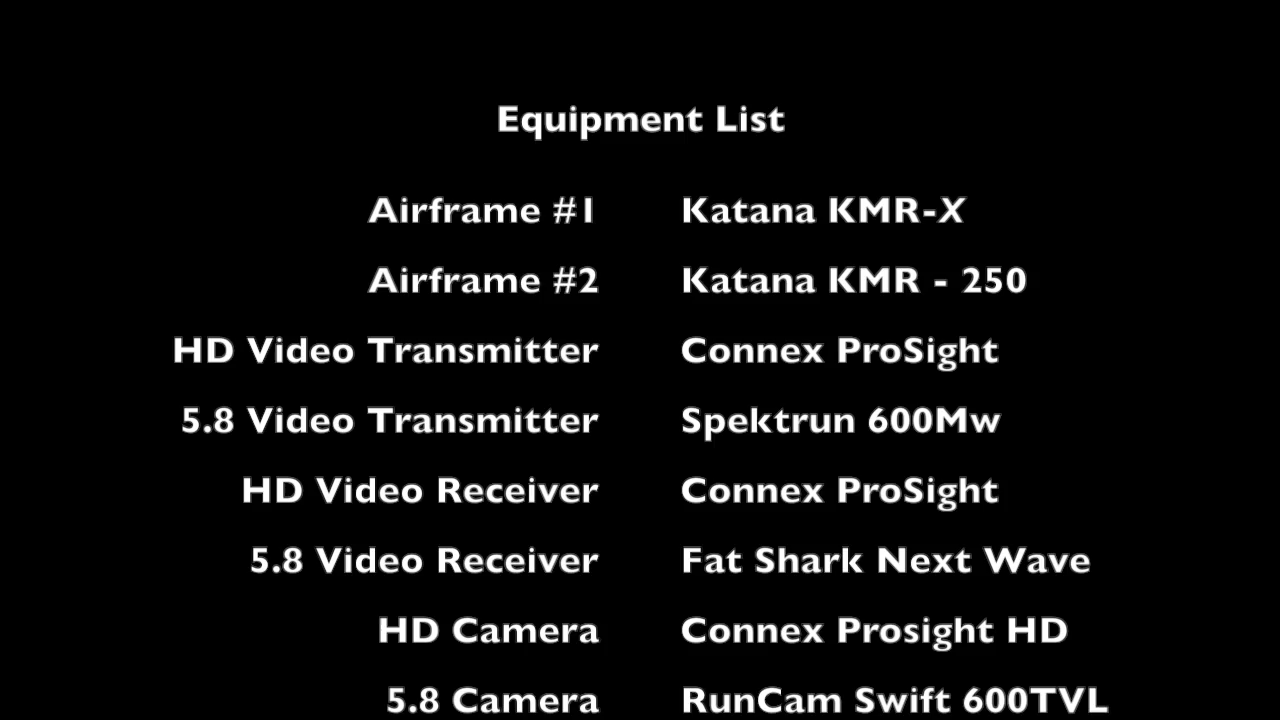 Equipment List
Airframe #1 Katana KMR-X
Airframe #2 Katana KMR - 250
HD Video Transmitter Connex ProSight
5.8 Video Transmitter Spektrun 600Mw
HD Video Receiver Connex ProSight
5.8 Video Receiver Fat Shark Next Wave
HD Camera Connex Prosight HD
5.8 Camera RunCam Swift 600TVL